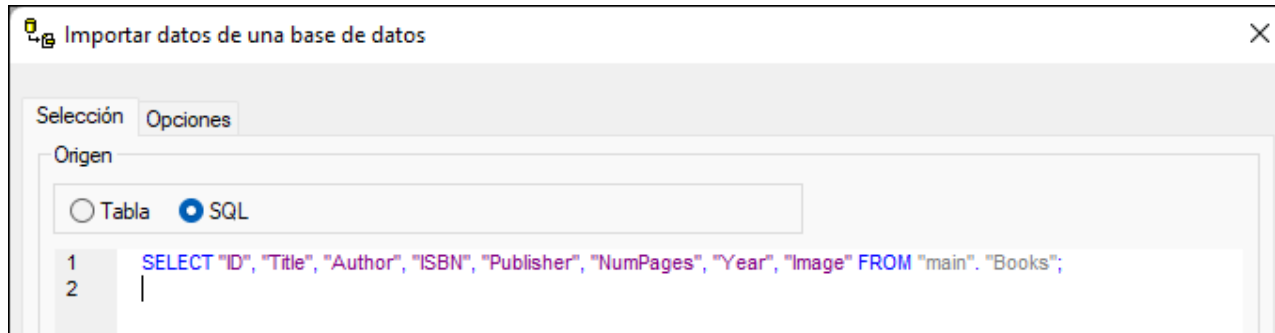 Importar datos de una base de datos
Selección Opciones
Origen
Tabla SQL
1 SELECT "ID", "Title", "Author", "ISBN", "Publisher", "NumPages", "Year", "Image" FROM "main". "Books";
2